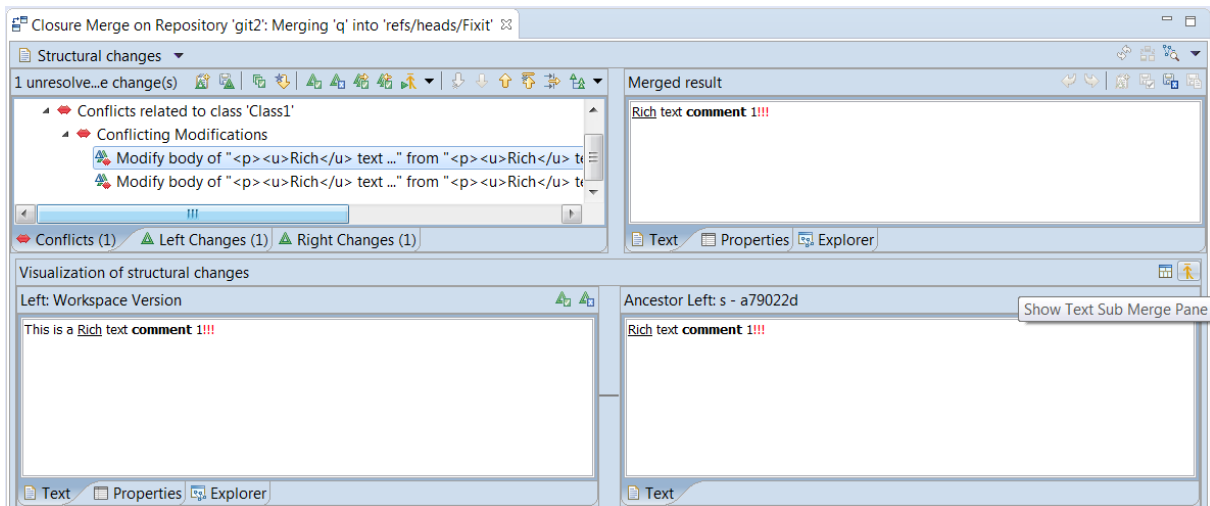 Closure Merge on Repository 'git2': Merging 'q' into 'refs/heads/Fixit'
Structural changes
1 unresolve...e change(s)
Conflicts related to class 'Class1'
Conflicting Modifications
Modify body of "<p><u>Rich</u> text ..." from "<p><u>Rich</u> te
Modify body of "<p><u>Rich</u> text ..." from "<p><u>Rich</u> te
Conflicts (1) Left Changes (1) Right Changes (1)
Merged result
Rich text comment 1!!!
Text Properties Explorer
Visualization of structural changes
Left: Workspace Version
This is a Rich text comment 1!!!
Text Properties Explorer
Ancestor Left: s - a79022d
Show Text Sub Merge Pane
Rich text comment 1!!!
Text